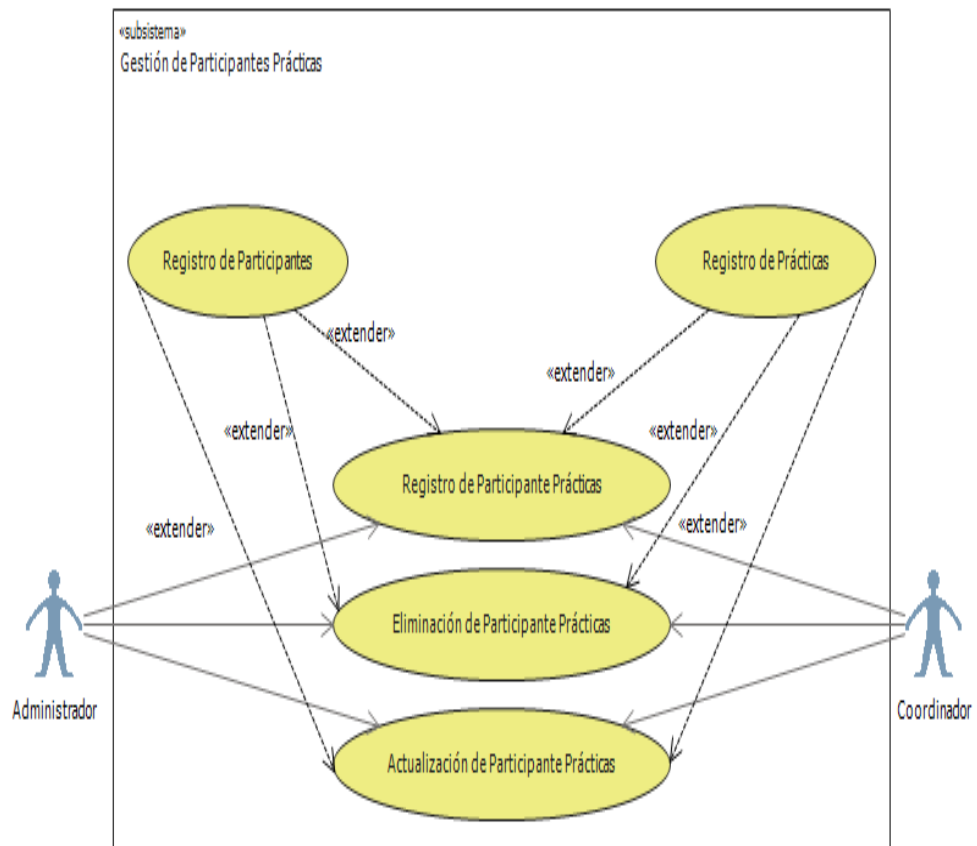 «subsistema»
Gestión de Participantes Prácticas
Registro de Participantes
Registro de Prácticas
«extender»
«extender»
«extender»
«extender»
Registro de Participante Prácticas
«extender»
«extender»
Eliminación de Participante Prácticas
Administrador
Coordinador
Actualización de Participante Prácticas